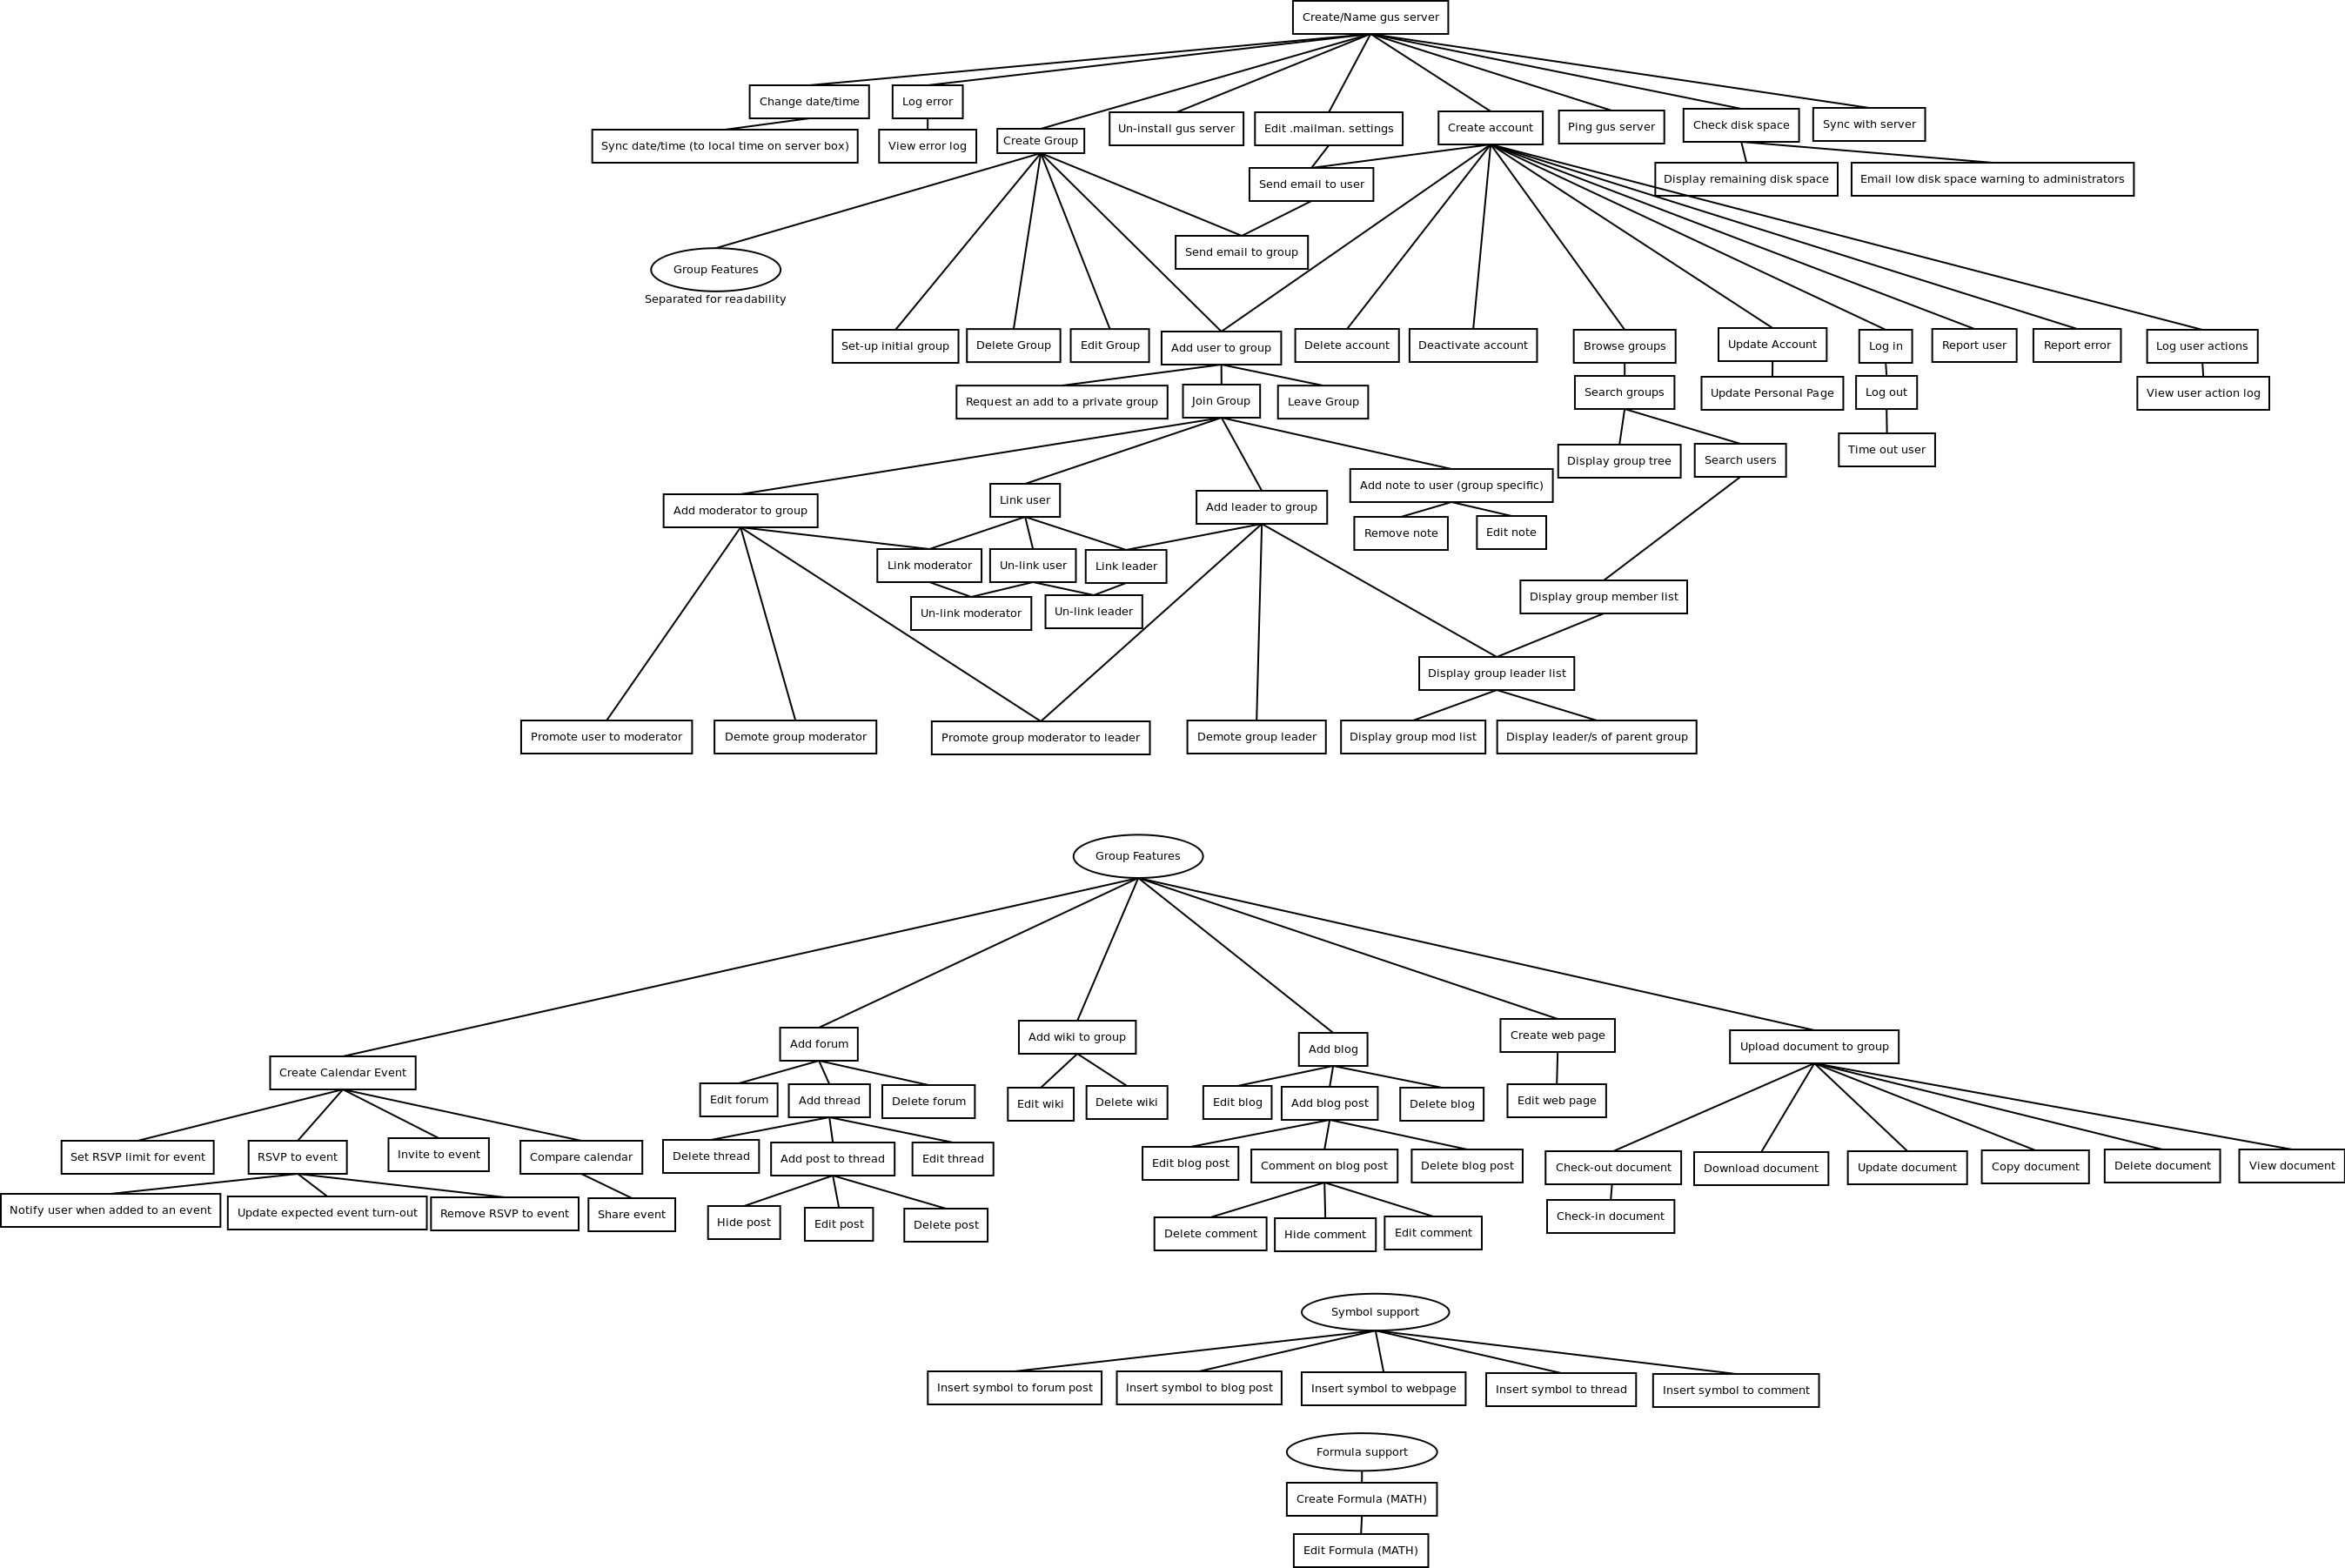 Create/Name gus server
Change date/time
Log error
Sync date/time (to local time on server box)
View error log
Create Group
Un-install gus server
Edit .mailman. settings
Create account
Ping gus server
Check disk space
Sync with server
Send email to user
Display remaining disk space
Email low disk space warning to administrators
Send email to group
Group Features
Separated for readability
Set-up initial group
Delete Group
Edit Group
Add user to group
Delete account
Deactivate account
Browse groups
Update Account
Log in
Report user
Report error
Log user actions
Request an add to a private group
Join Group
Leave Group
Search groups
Update Personal Page
Log out
View user action log
Display group tree
Search users
Time out user
Add moderator to group
Link user
Add leader to group
Add note to user (group specific)
Remove note
Edit note
Link moderator
Un-link user
Link leader
Un-link moderator
Un-link leader
Display group member list
Display group leader list
Promote user to moderator
Demote group moderator
Promote group moderator to leader
Demote group leader
Display group mod list
Display leader/s of parent group
Group Features
Create Calendar Event
Add forum
Add wiki to group
Add blog
Create web page
Upload document to group
Edit forum
Add thread
Delete forum
Edit wiki
Delete wiki
Edit blog
Add blog post
Delete blog
Edit web page
Set RSVP limit for event
RSVP to event
Invite to event
Compare calendar
Delete thread
Add post to thread
Edit thread
Edit blog post
Comment on blog post
Delete blog post
Check-out document
Download document
Update document
Copy document
Delete document
View document
Notify user when added to an event
Update expected event turn-out
Remove RSVP to event
Share event
Hide post
Edit post
Delete post
Delete comment
Hide comment
Edit comment
Check-in document
Symbol support
Insert symbol to forum post
Insert symbol to blog post
Insert symbol to webpage
Insert symbol to thread
Insert symbol to comment
Formula support
Create Formula (MATH)
Edit Formula (MATH)